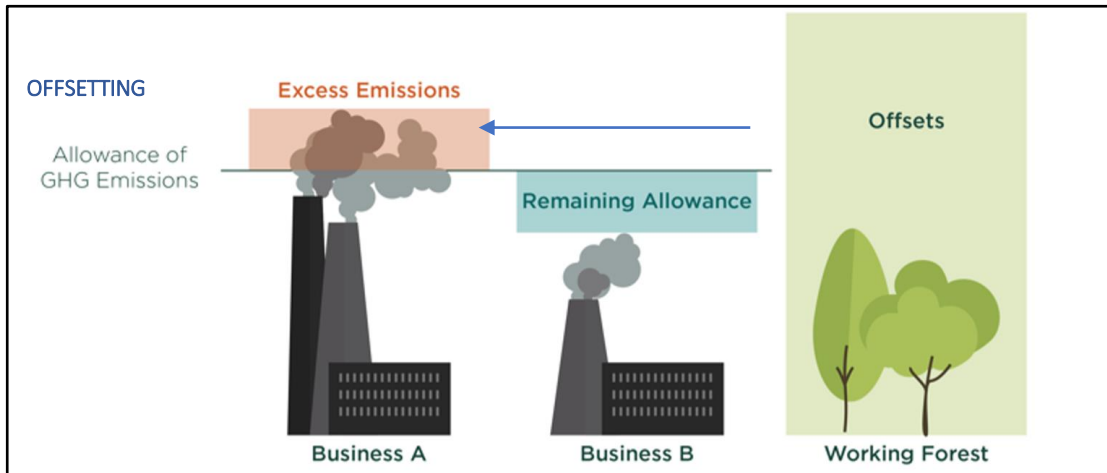 OFFSETTING
Excess Emissions
Offsets
Allowance of
GHG Emissions
Remaining Allowance
Business A
Business B
Working Forest